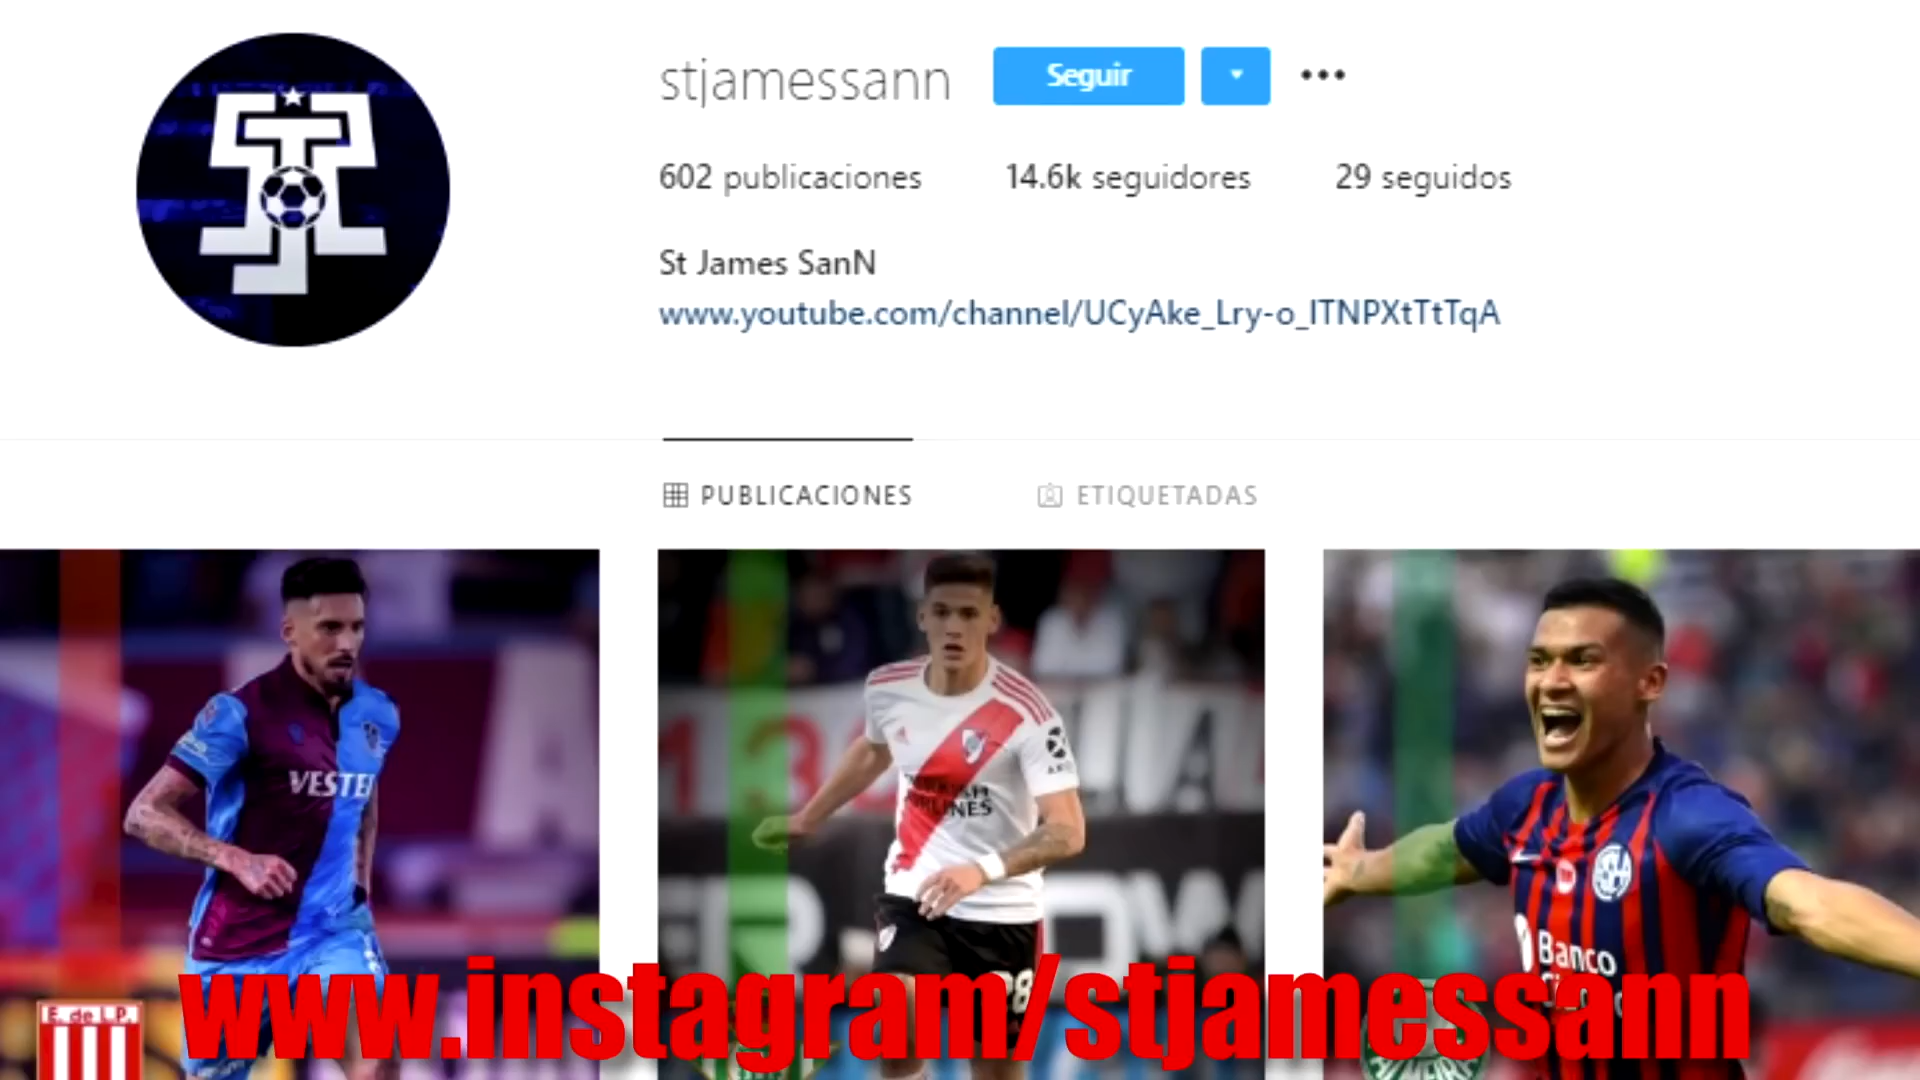 stjamessann Seguir
602 publicaciones 14.6k seguidores 29 seguidos
St James SanN
www.youtube.com/channel/UCyAke_Lry-o_ITNPXtTtTqA
PUBLICACIONES ETIQUETADAS
VESTEL
AIRLINES
Banco
www.instagram/stjamessann
E. de L.P.